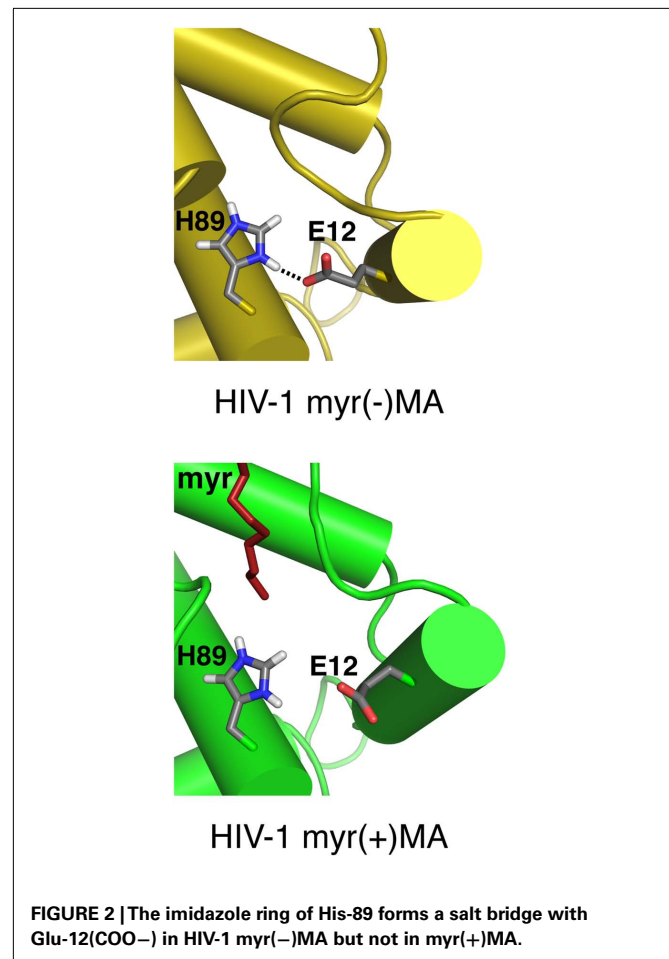 H89
E12
HIV-1 myr(-)MA
myr
H89
E12
HIV-1 myr(+)MA
FIGURE 2 | The imidazole ring of His-89 forms a salt bridge with
Glu-12(COO−) in HIV-1 myr(−)MA but not in myr(+)MA.